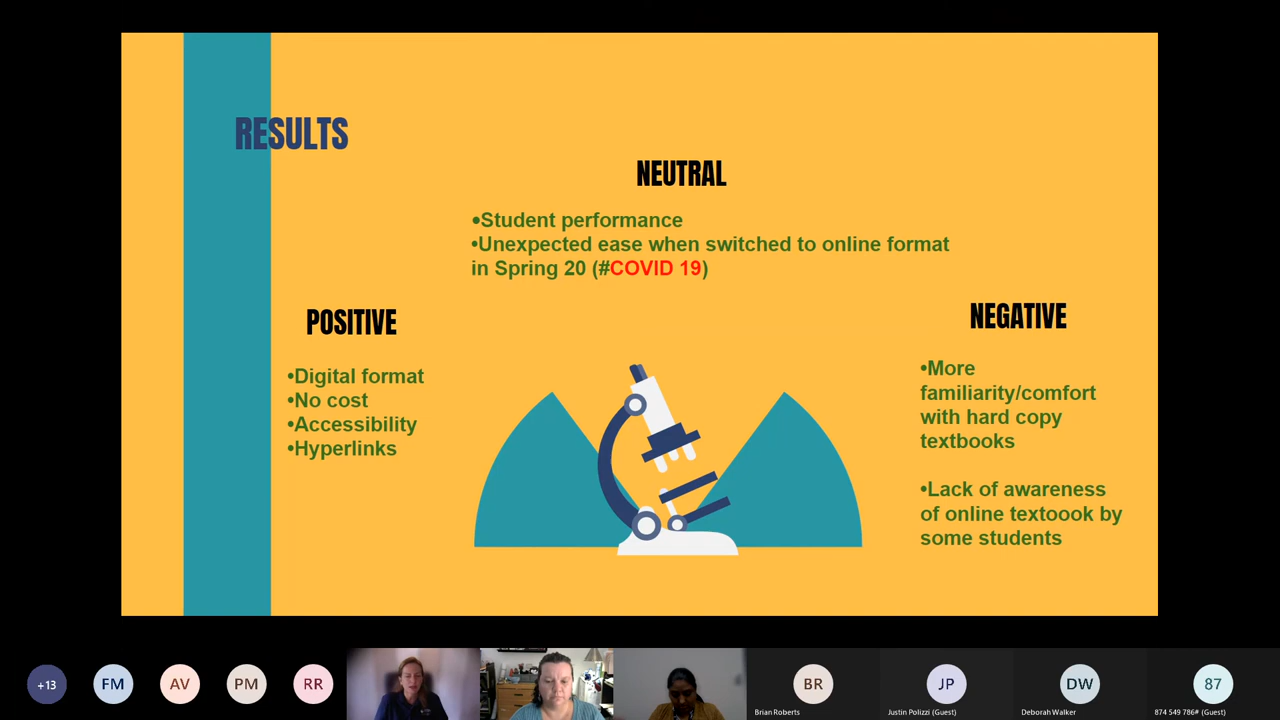 RESULTS
NEUTRAL
•Student performance
•Unexpected ease when switched to online format
in Spring 20 (#COVID 19)
POSITIVE
•Digital format
•No cost
•Accessibility
•Hyperlinks
NEGATIVE
•More
familiarity/comfort
with hard copy
textbooks
•Lack of awareness
of online textoook by
some students
+13
FM
AV
PM
RR
BR
Brian Roberts
JP
Justin Polizzi (Guest)
DW
Deborah Walker
87
874 549 786# (Guest)